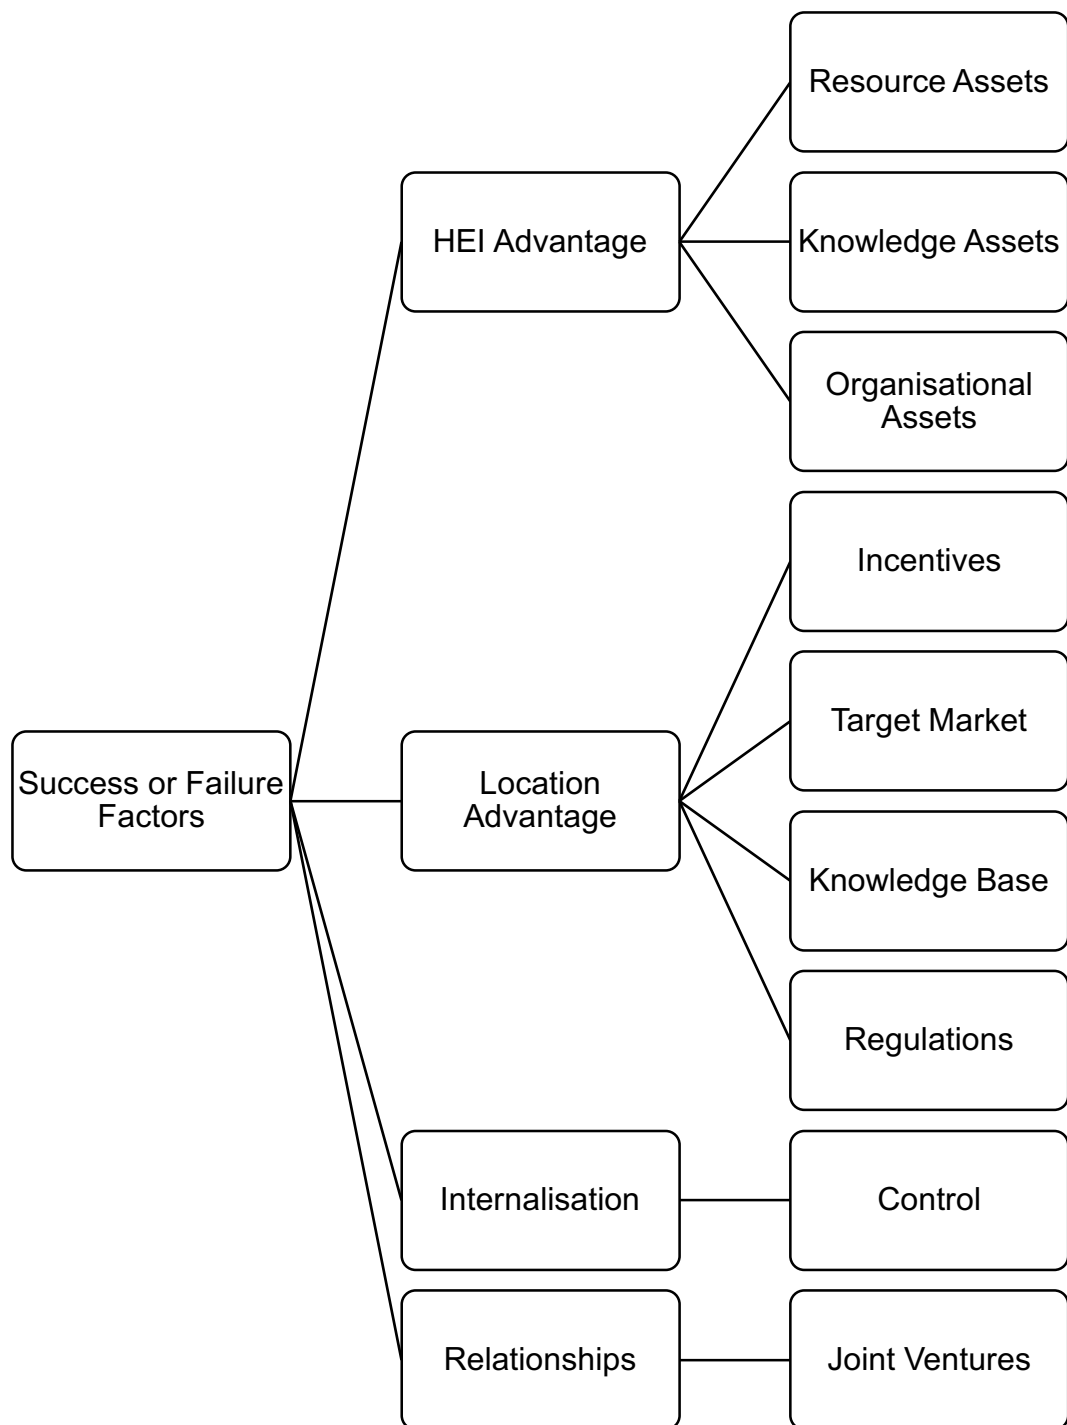 Resource Assets
HEI Advantage
Knowledge Assets
Organisational
Assets
Incentives
Target Market
Success or Failure
Factors
Location
Advantage
Knowledge Base
Regulations
Internalisation
Control
Relationships
Joint Ventures